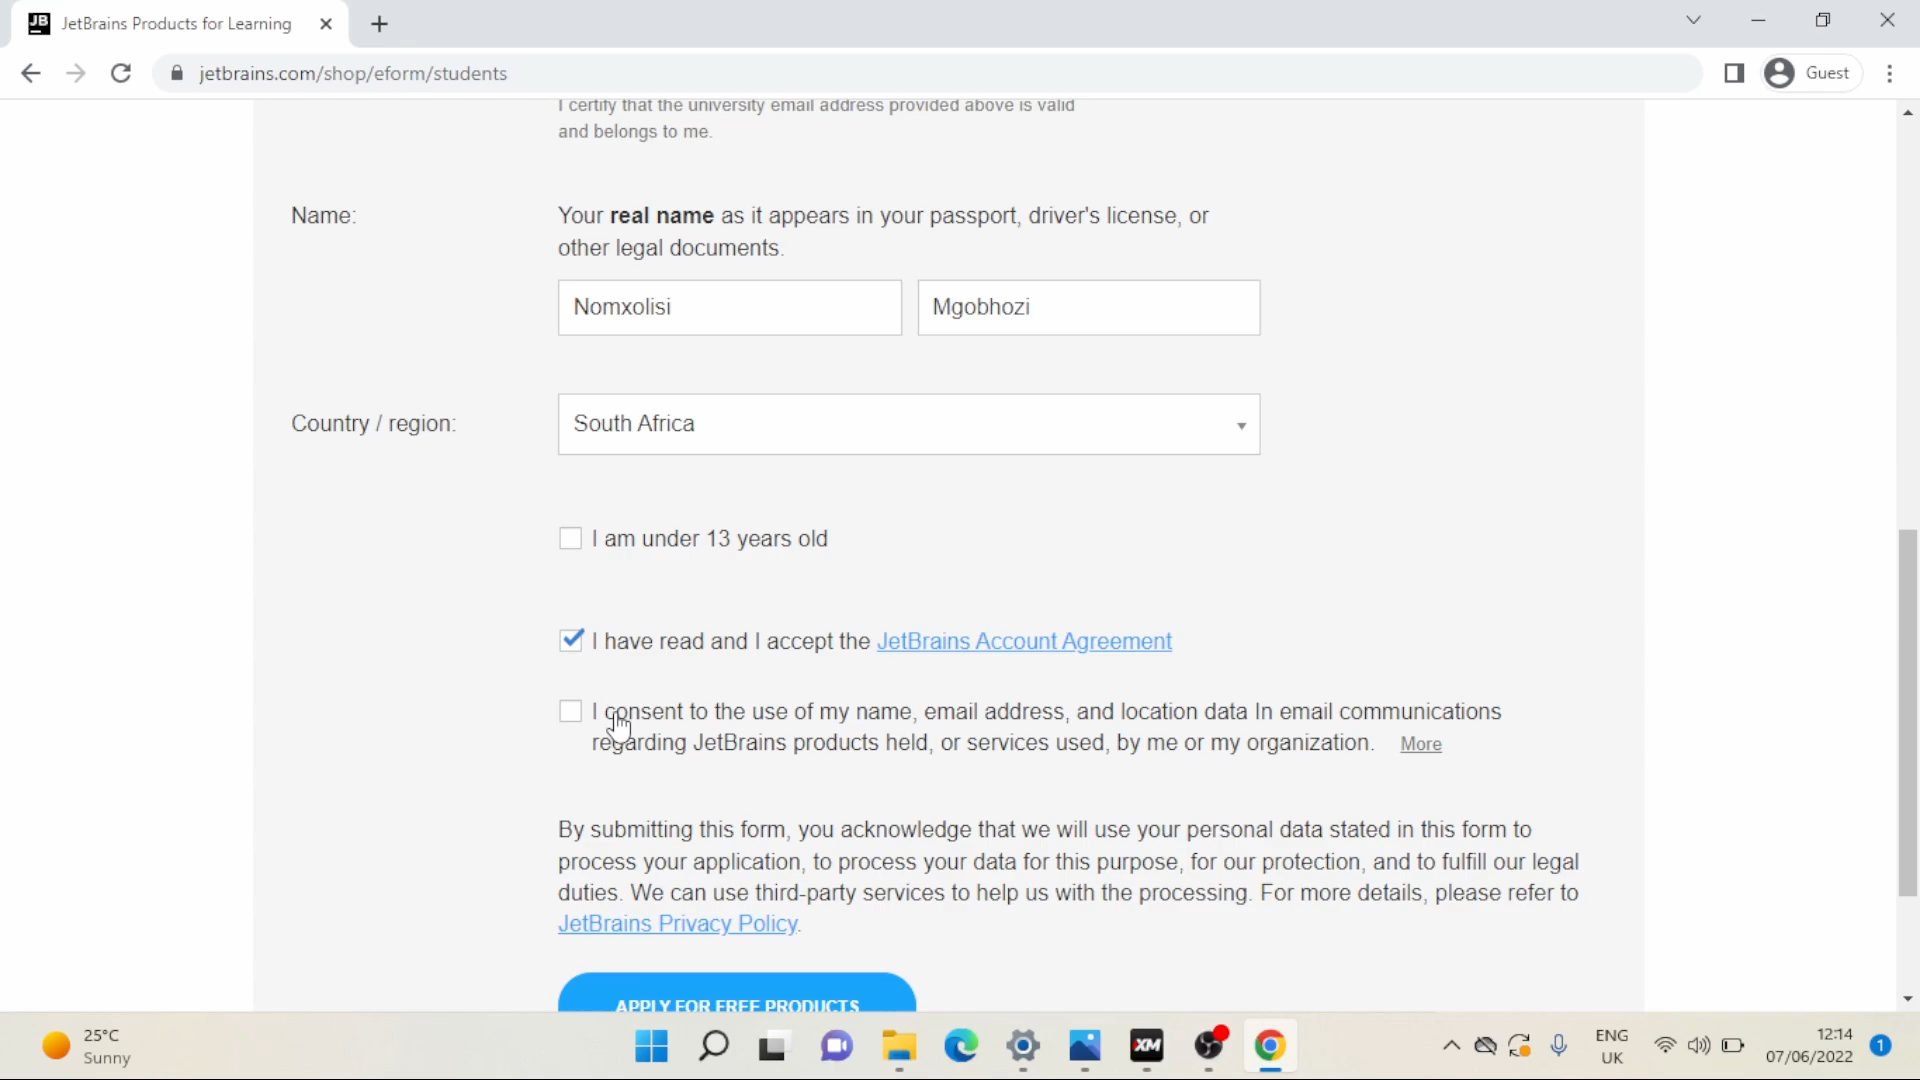 JetBrains Products for Learning
jetbrains.com/shop/eform/students
Guest
I certify that the university email address provided above is valid
and belongs to me.
Name:
Your real name as it appears in your passport, driver's license, or
other legal documents.
Nomxolisi
Mgobhozi
Country / region:
South Africa
I am under 13 years old
I have read and I accept the JetBrains Account Agreement
I consent to the use of my name, email address, and location data In email communications
regarding JetBrains products held, or services used, by me or my organization. More
By submitting this form, you acknowledge that we will use your personal data stated in this form to
process your application, to process your data for this purpose, for our protection, and to fulfill our legal
duties. We can use third-party services to help us with the processing. For more details, please refer to
JetBrains Privacy Policy.
APPLY FOR FREE PRODUCTS
25°C
Sunny
XM
ENG
UK
12:14
07/06/2022
1